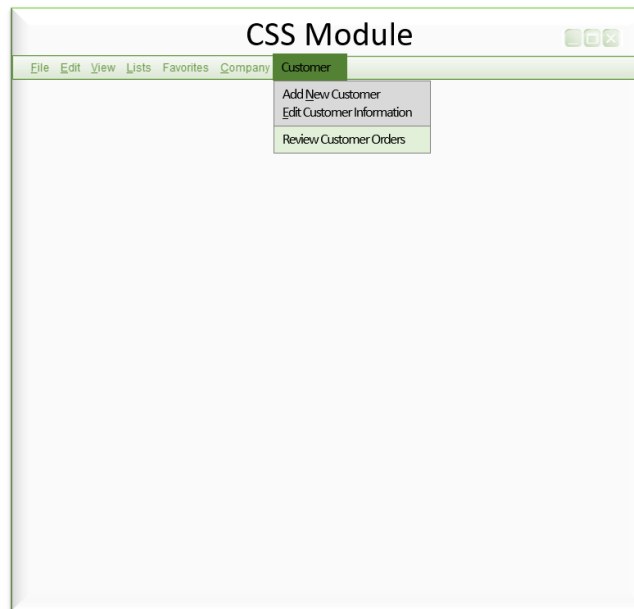 CSS Module
File Edit View Lists Favorites Company Customer
Add New Customer
Edit Customer Information
Review Customer Orders